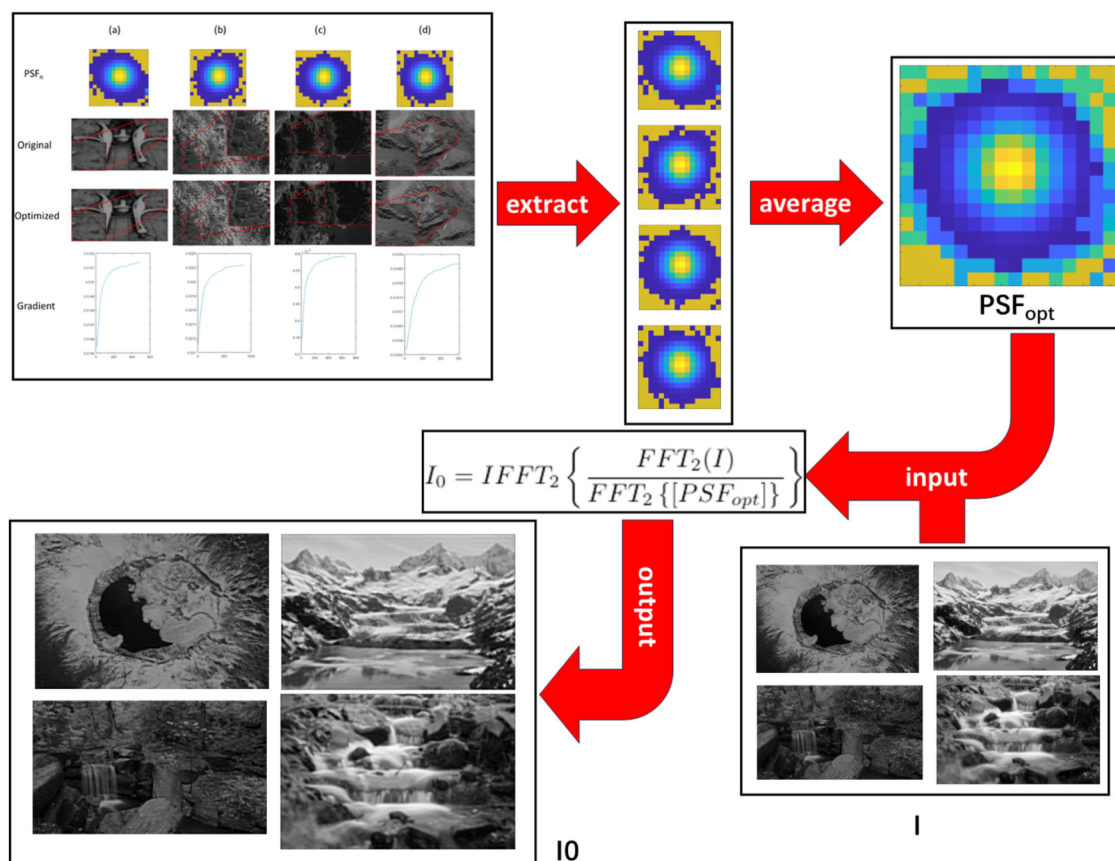 (a) (b) (c) (d)
PSFn
Original
Optimized
Gradient
extract
average
PSFopt
input
I0 = IFFT2 { FFT2(I) / FFT2 {[PSFopt]} }
output
I0
I